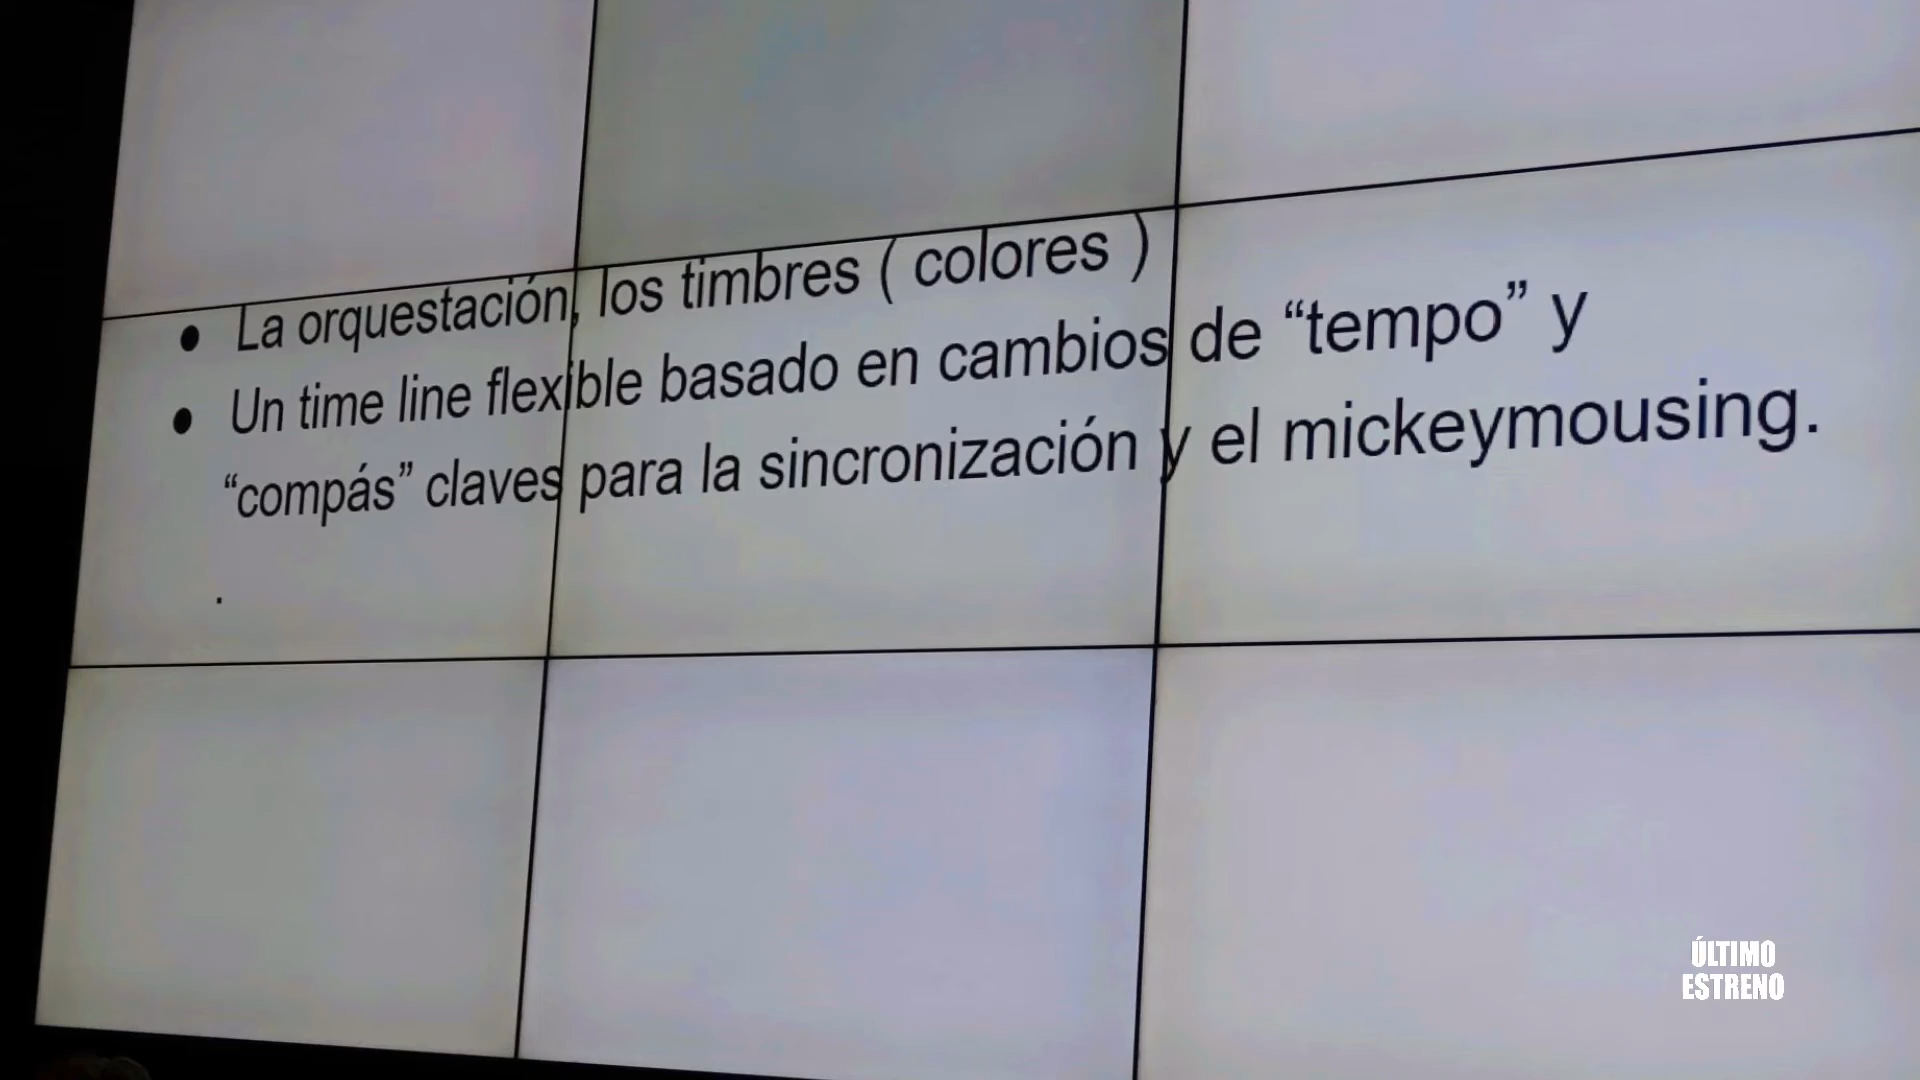 • La orquestación, los timbres ( colores )
• Un time line flexible basado en cambios de “tempo” y
“compás” claves para la sincronización y el mickeymousing.
.
ÚLTIMO
ESTRENO